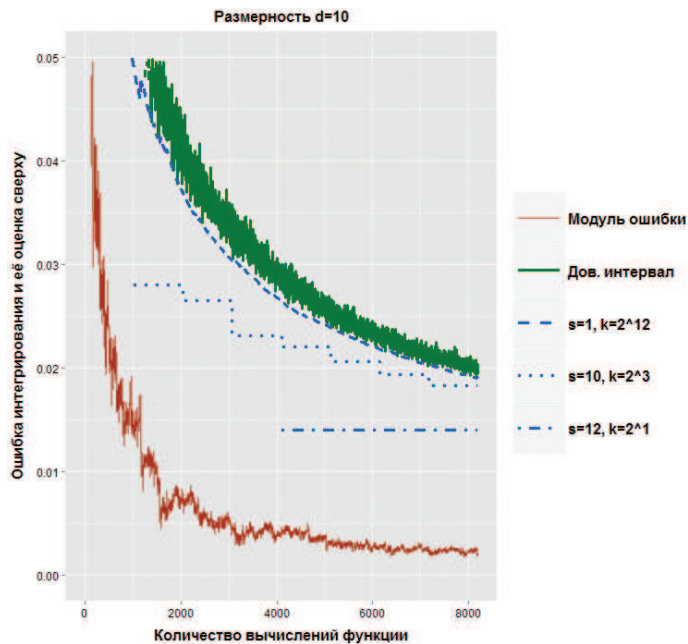 Размерность d=10
Ошибка интегрирования и её оценка сверху
0.05
0.04
0.03
0.02
0.01
0.00
0
2000
4000
6000
8000
Количество вычислений функции
Модуль ошибки
Дов. интервал
s=1, k=2^12
s=10, k=2^3
s=12, k=2^1